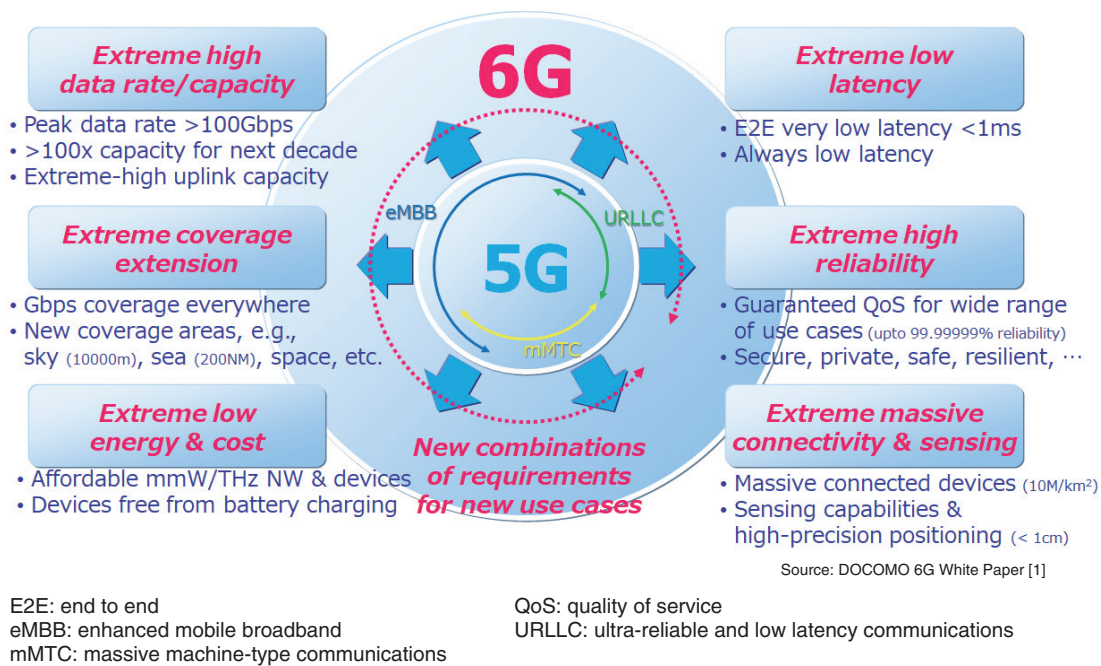 6G
Extreme high
data rate/capacity
• Peak data rate >100Gbps
• >100x capacity for next decade
• Extreme-high uplink capacity
Extreme coverage
extension
• Gbps coverage everywhere
• New coverage areas, e.g.,
sky (10000m), sea (200NM), space, etc.
Extreme low
energy & cost
• Affordable mmW/THz NW & devices
• Devices free from battery charging
eMBB
URLLC
5G
mMTC
New combinations
of requirements
for new use cases
Extreme low
latency
• E2E very low latency <1ms
• Always low latency
Extreme high
reliability
• Guaranteed QoS for wide range
of use cases (upto 99.99999% reliability)
• Secure, private, safe, resilient, ⋯
Extreme massive
connectivity & sensing
• Massive connected devices (10M/km²)
• Sensing capabilities &
high-precision positioning (< 1cm)
Source: DOCOMO 6G White Paper [1]
E2E: end to end
eMBB: enhanced mobile broadband
mMTC: massive machine-type communications
QoS: quality of service
URLLC: ultra-reliable and low latency communications